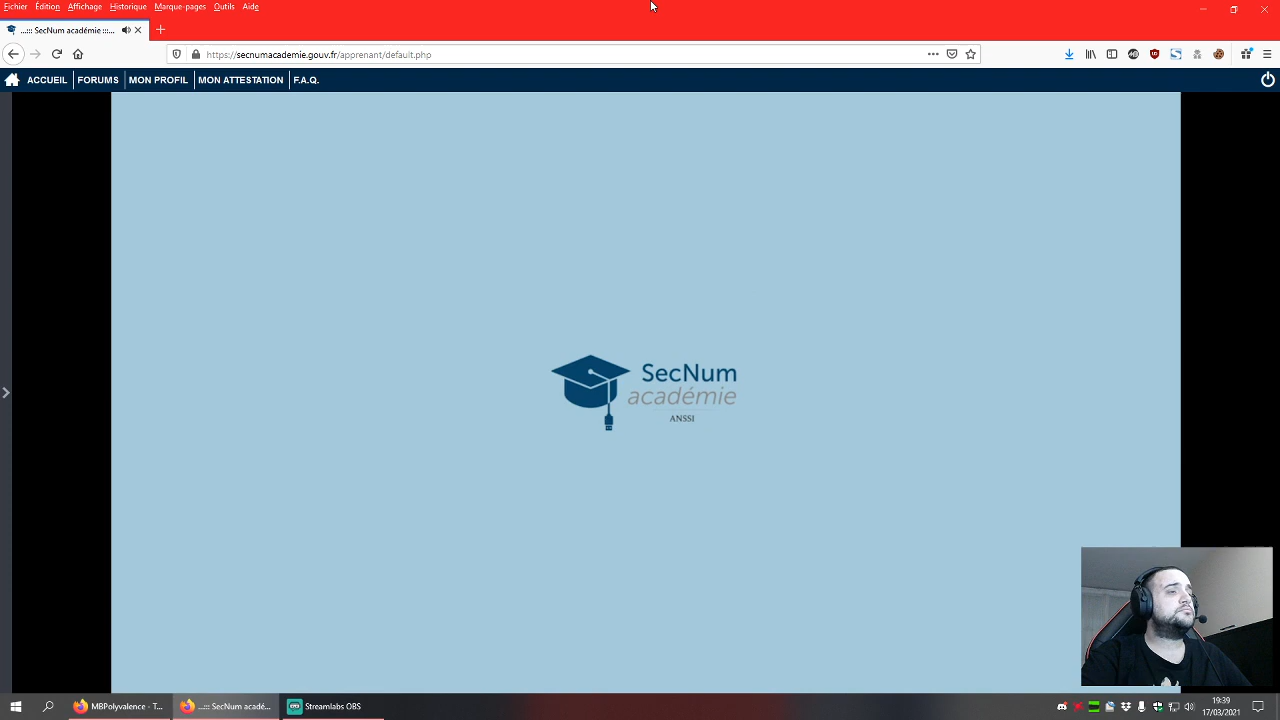 Fichier Édition Affichage Historique Marque-pages Outils Aide
...:: SecNum académie :::...
https://secnumacademie.gouv.fr/apprenant/default.php
ACCUEIL FORUMS MON PROFIL MON ATTESTATION F.A.Q.
SecNum
académie
ANSSI
MBPolyvalence - T...
...:: SecNum acadé...
Streamlabs OBS
19:39
17/03/2021